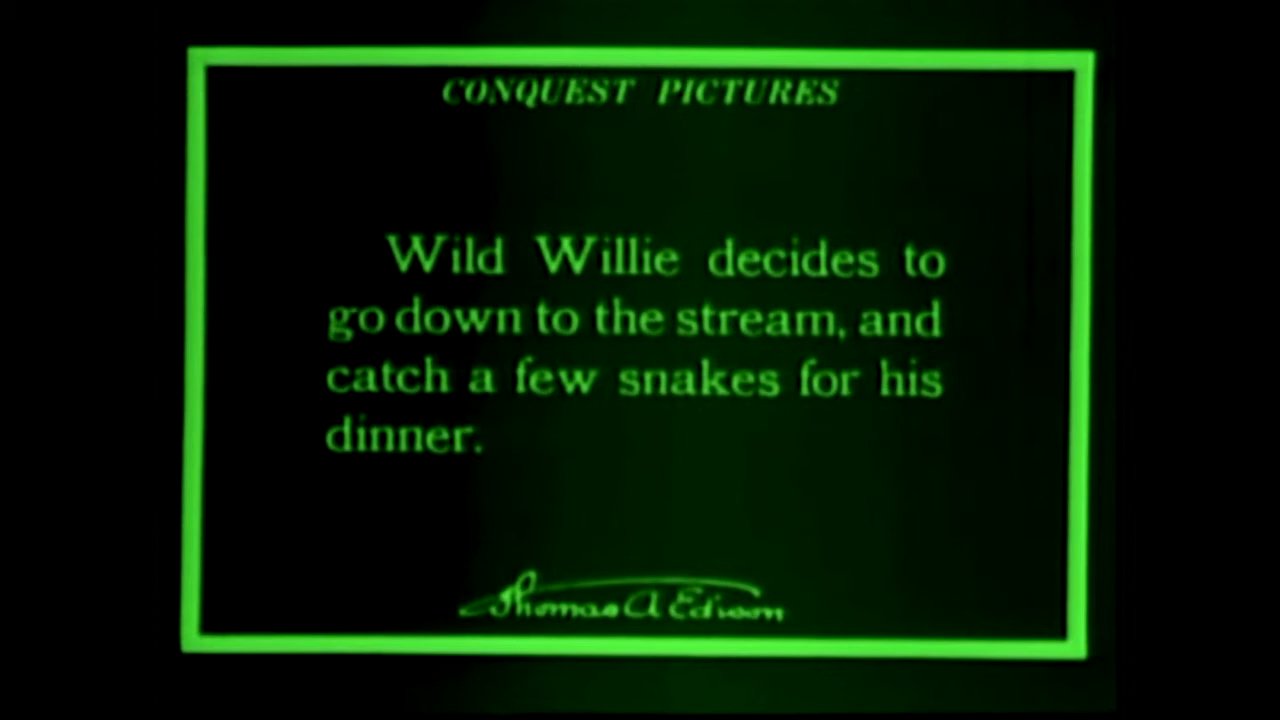 CONQUEST PICTURES
Wild Willie decides to
go down to the stream, and
catch a few snakes for his
dinner.
Thomas A Edison